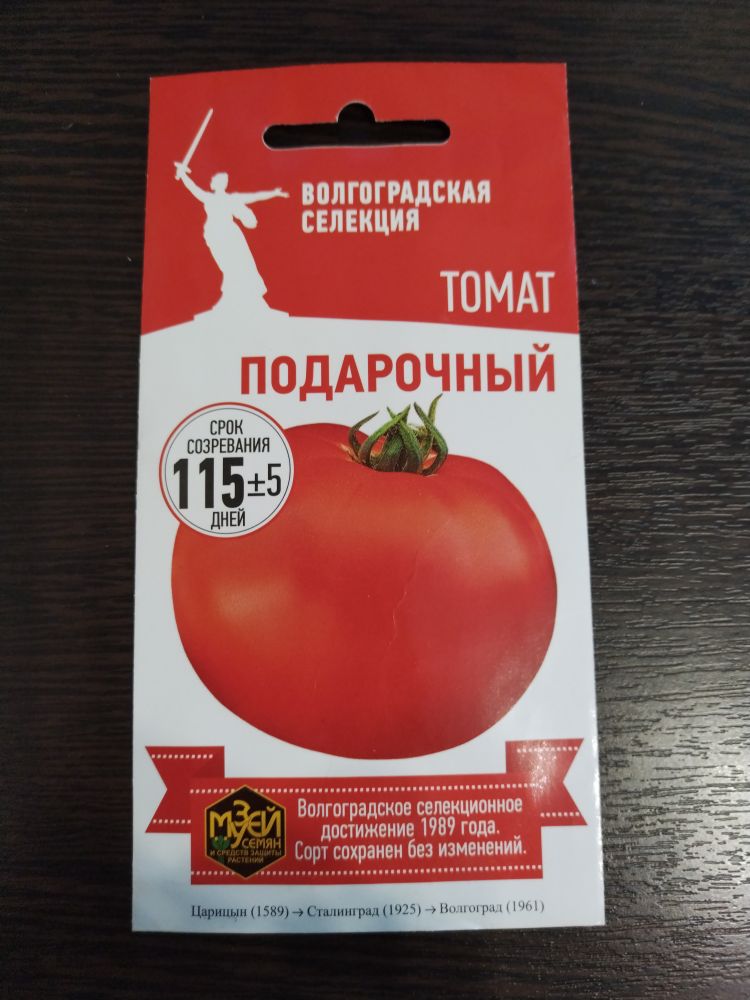 ВОЛГОГРАДСКАЯ
СЕЛЕКЦИЯ
ТОМАТ
ПОДАРОЧНЫЙ
СРОК
СОЗРЕВАНИЯ
115±5
ДНЕЙ
МУЗЕЙ
СЕМЯН
И СРЕДСТВ ЗАЩИТЫ
РАСТЕНИЙ
Волгоградское селекционное
достижение 1989 года.
Сорт сохранен без изменений.
Царицын (1589) → Сталинград (1925) → Волгоград (1961)